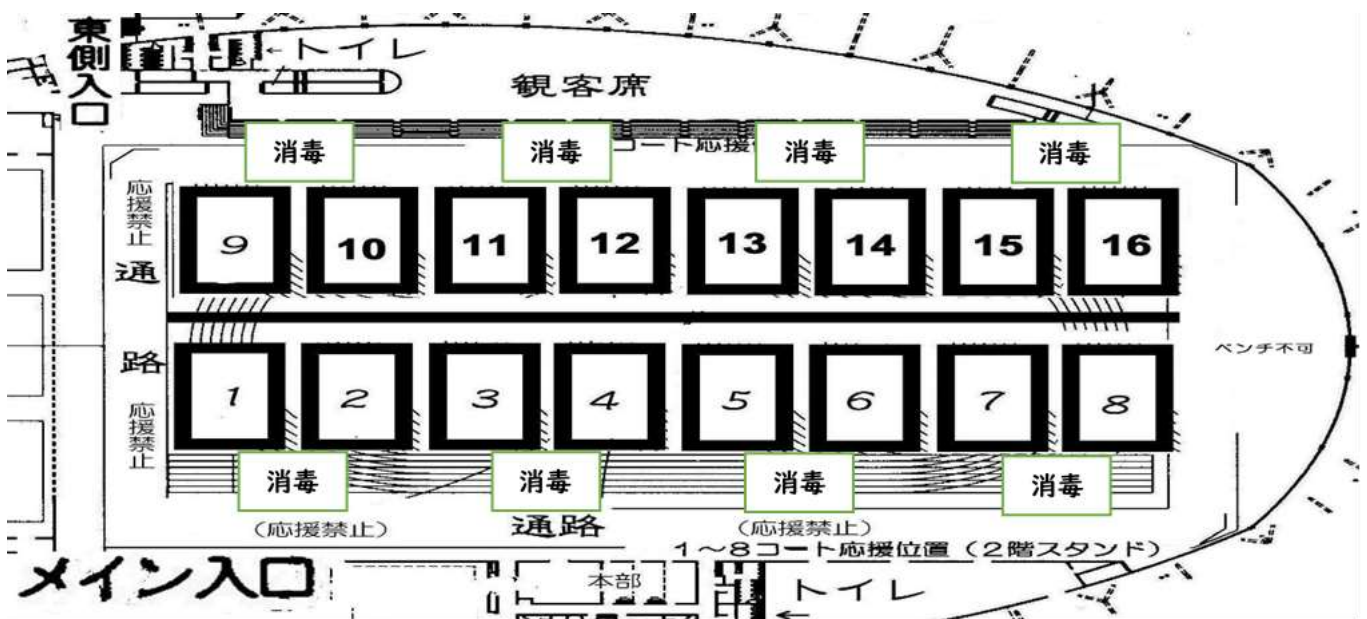 東側入口
←トイレ
観客席
消毒
消毒
消毒
消毒
コート応援
応援禁止
9
10
11
12
13
14
15
16
通路
ベンチ不可
1
2
3
4
5
6
7
8
応援禁止
消毒
消毒
消毒
消毒
(応援禁止)
通路
(応援禁止)
1～8コート応援位置(2階スタンド)
メイン入口
本部
トイレ
←